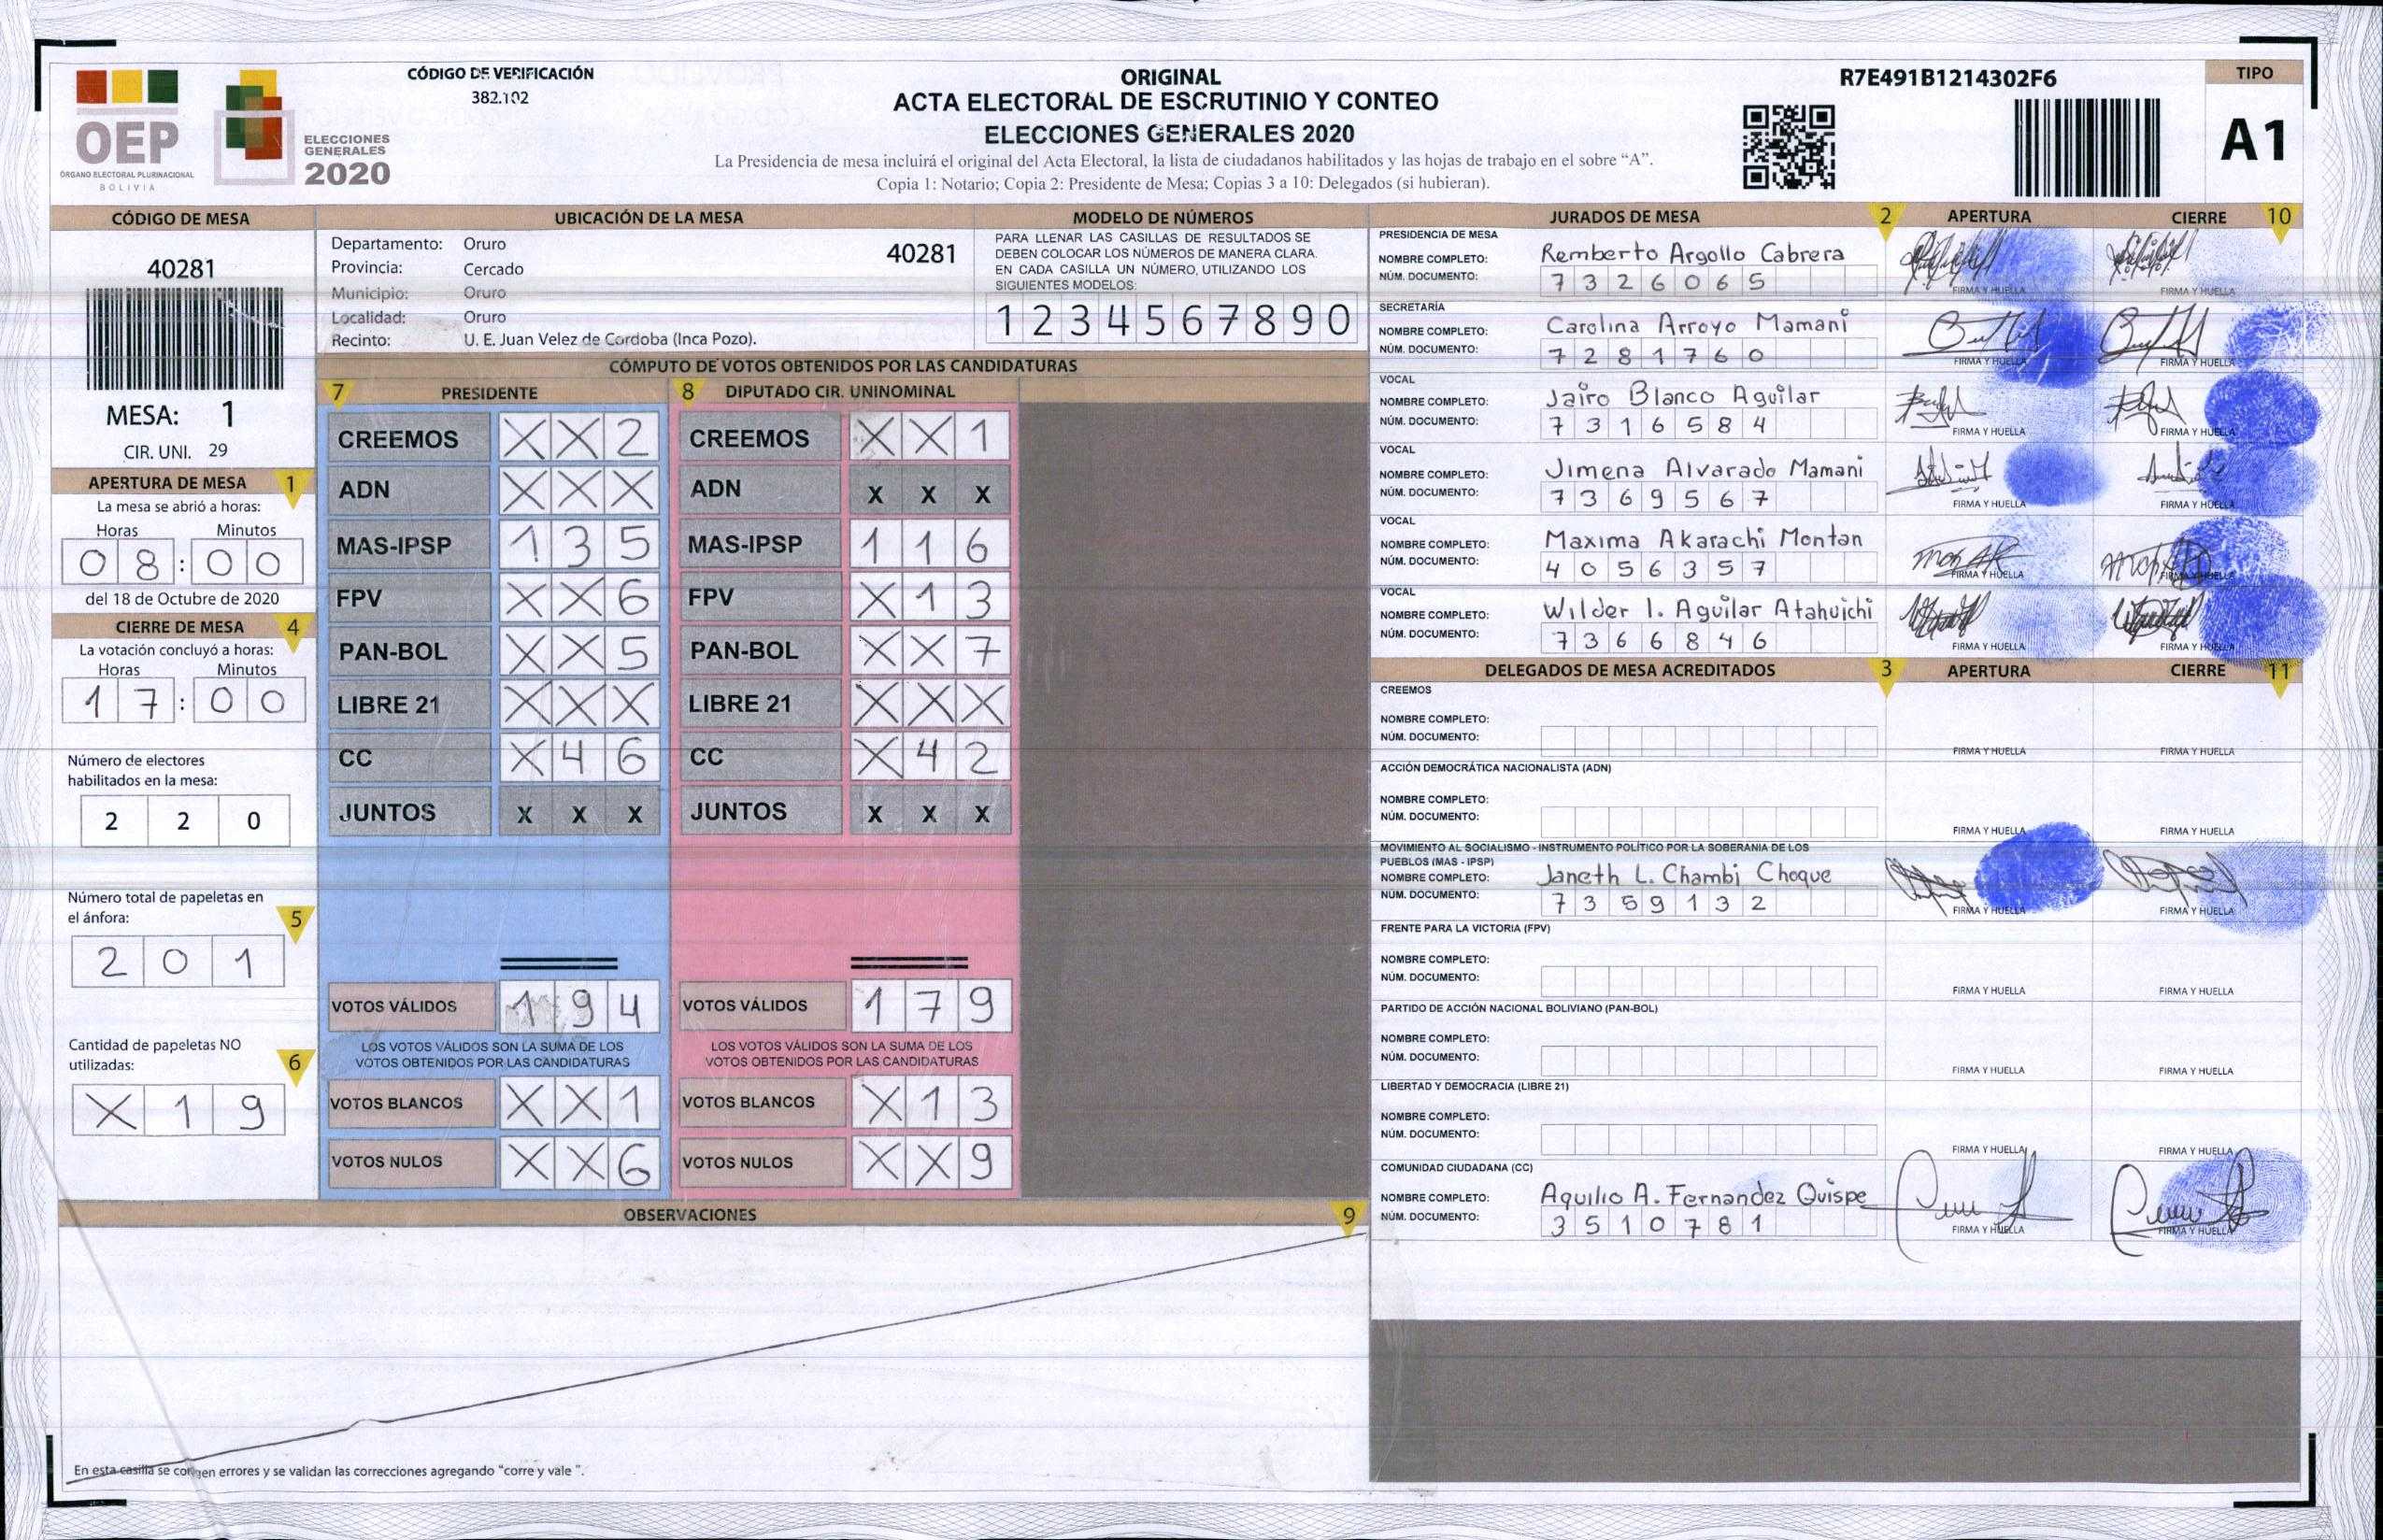 CÓDIGO DE VERIFICACIÓN
382.102
OEP
ÓRGANO ELECTORAL PLURINACIONAL
BOLIVIA
ELECCIONES
GENERALES
2020
ORIGINAL
ACTA ELECTORAL DE ESCRUTINIO Y CONTEO
ELECCIONES GENERALES 2020
La Presidencia de mesa incluirá el original del Acta Electoral, la lista de ciudadanos habilitados y las hojas de trabajo en el sobre “A”.
Copia 1: Notario; Copia 2: Presidente de Mesa; Copias 3 a 10: Delegados (si hubieran).
R7E491B1214302F6
TIPO
A1
CÓDIGO DE MESA
40281
MESA: 1
CIR. UNI. 29
APERTURA DE MESA 1
La mesa se abrió a horas:
Horas Minutos
08:00
del 18 de Octubre de 2020
CIERRE DE MESA 4
La votación concluyó a horas:
Horas Minutos
17:00
Número de electores
habilitados en la mesa:
2 2 0
Número total de papeletas en
el ánfora: 5
2 0 1
Cantidad de papeletas NO
utilizadas: 6
X 1 9
UBICACIÓN DE LA MESA
Departamento: Oruro 40281
Provincia: Cercado
Municipio: Oruro
Localidad: Oruro
Recinto: U. E. Juan Velez de Cordoba (Inca Pozo).
MODELO DE NÚMEROS
PARA LLENAR LAS CASILLAS DE RESULTADOS SE
DEBEN COLOCAR LOS NÚMEROS DE MANERA CLARA.
EN CADA CASILLA UN NÚMERO, UTILIZANDO LOS
SIGUIENTES MODELOS:
1 2 3 4 5 6 7 8 9 0
CÓMPUTO DE VOTOS OBTENIDOS POR LAS CANDIDATURAS
7 PRESIDENTE 8 DIPUTADO CIR. UNINOMINAL
CREEMOS X X 2 CREEMOS X X 1
ADN X X X ADN X X X
MAS-IPSP 1 3 5 MAS-IPSP 1 1 6
FPV X X 6 FPV X 1 3
PAN-BOL X X 5 PAN-BOL X X 7
LIBRE 21 X X X LIBRE 21 X X X
CC X 4 6 CC X 4 2
JUNTOS X X X JUNTOS X X X
VOTOS VÁLIDOS 1 9 4 VOTOS VÁLIDOS 1 7 9
LOS VOTOS VÁLIDOS SON LA SUMA DE LOS LOS VOTOS VÁLIDOS SON LA SUMA DE LOS
VOTOS OBTENIDOS POR LAS CANDIDATURAS VOTOS OBTENIDOS POR LAS CANDIDATURAS
VOTOS BLANCOS X X 1 VOTOS BLANCOS X 1 3
VOTOS NULOS X X 6 VOTOS NULOS X X 9
OBSERVACIONES 9
En esta casilla se corrigen errores y se validan las correcciones agregando “corre y vale ”.
JURADOS DE MESA 2 APERTURA CIERRE 10
PRESIDENCIA DE MESA
NOMBRE COMPLETO: Remberto Argollo Cabrera
NÚM. DOCUMENTO: 7326065
FIRMA Y HUELLA FIRMA Y HUELLA
SECRETARÍA
NOMBRE COMPLETO: Carolina Arroyo Mamani
NÚM. DOCUMENTO: 7281760
FIRMA Y HUELLA FIRMA Y HUELLA
VOCAL
NOMBRE COMPLETO: Jairo Blanco Aguilar
NÚM. DOCUMENTO: 7316584
FIRMA Y HUELLA FIRMA Y HUELLA
VOCAL
NOMBRE COMPLETO: Jimena Alvarado Mamani
NÚM. DOCUMENTO: 7369567
FIRMA Y HUELLA FIRMA Y HUELLA
VOCAL
NOMBRE COMPLETO: Maxima Akarachi Montan
NÚM. DOCUMENTO: 4056357
FIRMA Y HUELLA FIRMA Y HUELLA
VOCAL
NOMBRE COMPLETO: Wilder I. Aguilar Atahuichi
NÚM. DOCUMENTO: 7366846
FIRMA Y HUELLA FIRMA Y HUELLA
DELEGADOS DE MESA ACREDITADOS 3 APERTURA CIERRE 11
CREEMOS
NOMBRE COMPLETO:
NÚM. DOCUMENTO:
FIRMA Y HUELLA FIRMA Y HUELLA
ACCIÓN DEMOCRÁTICA NACIONALISTA (ADN)
NOMBRE COMPLETO:
NÚM. DOCUMENTO:
FIRMA Y HUELLA FIRMA Y HUELLA
MOVIMIENTO AL SOCIALISMO - INSTRUMENTO POLÍTICO POR LA SOBERANIA DE LOS
PUEBLOS (MAS - IPSP)
NOMBRE COMPLETO: Janeth L. Chambi Choque
NÚM. DOCUMENTO: 7359132
FIRMA Y HUELLA FIRMA Y HUELLA
FRENTE PARA LA VICTORIA (FPV)
NOMBRE COMPLETO:
NÚM. DOCUMENTO:
FIRMA Y HUELLA FIRMA Y HUELLA
PARTIDO DE ACCIÓN NACIONAL BOLIVIANO (PAN-BOL)
NOMBRE COMPLETO:
NÚM. DOCUMENTO:
FIRMA Y HUELLA FIRMA Y HUELLA
LIBERTAD Y DEMOCRACIA (LIBRE 21)
NOMBRE COMPLETO:
NÚM. DOCUMENTO:
FIRMA Y HUELLA FIRMA Y HUELLA
COMUNIDAD CIUDADANA (CC)
NOMBRE COMPLETO: Aquilio A. Fernandez Quispe
NÚM. DOCUMENTO: 3510781
FIRMA Y HUELLA FIRMA Y HUELLA